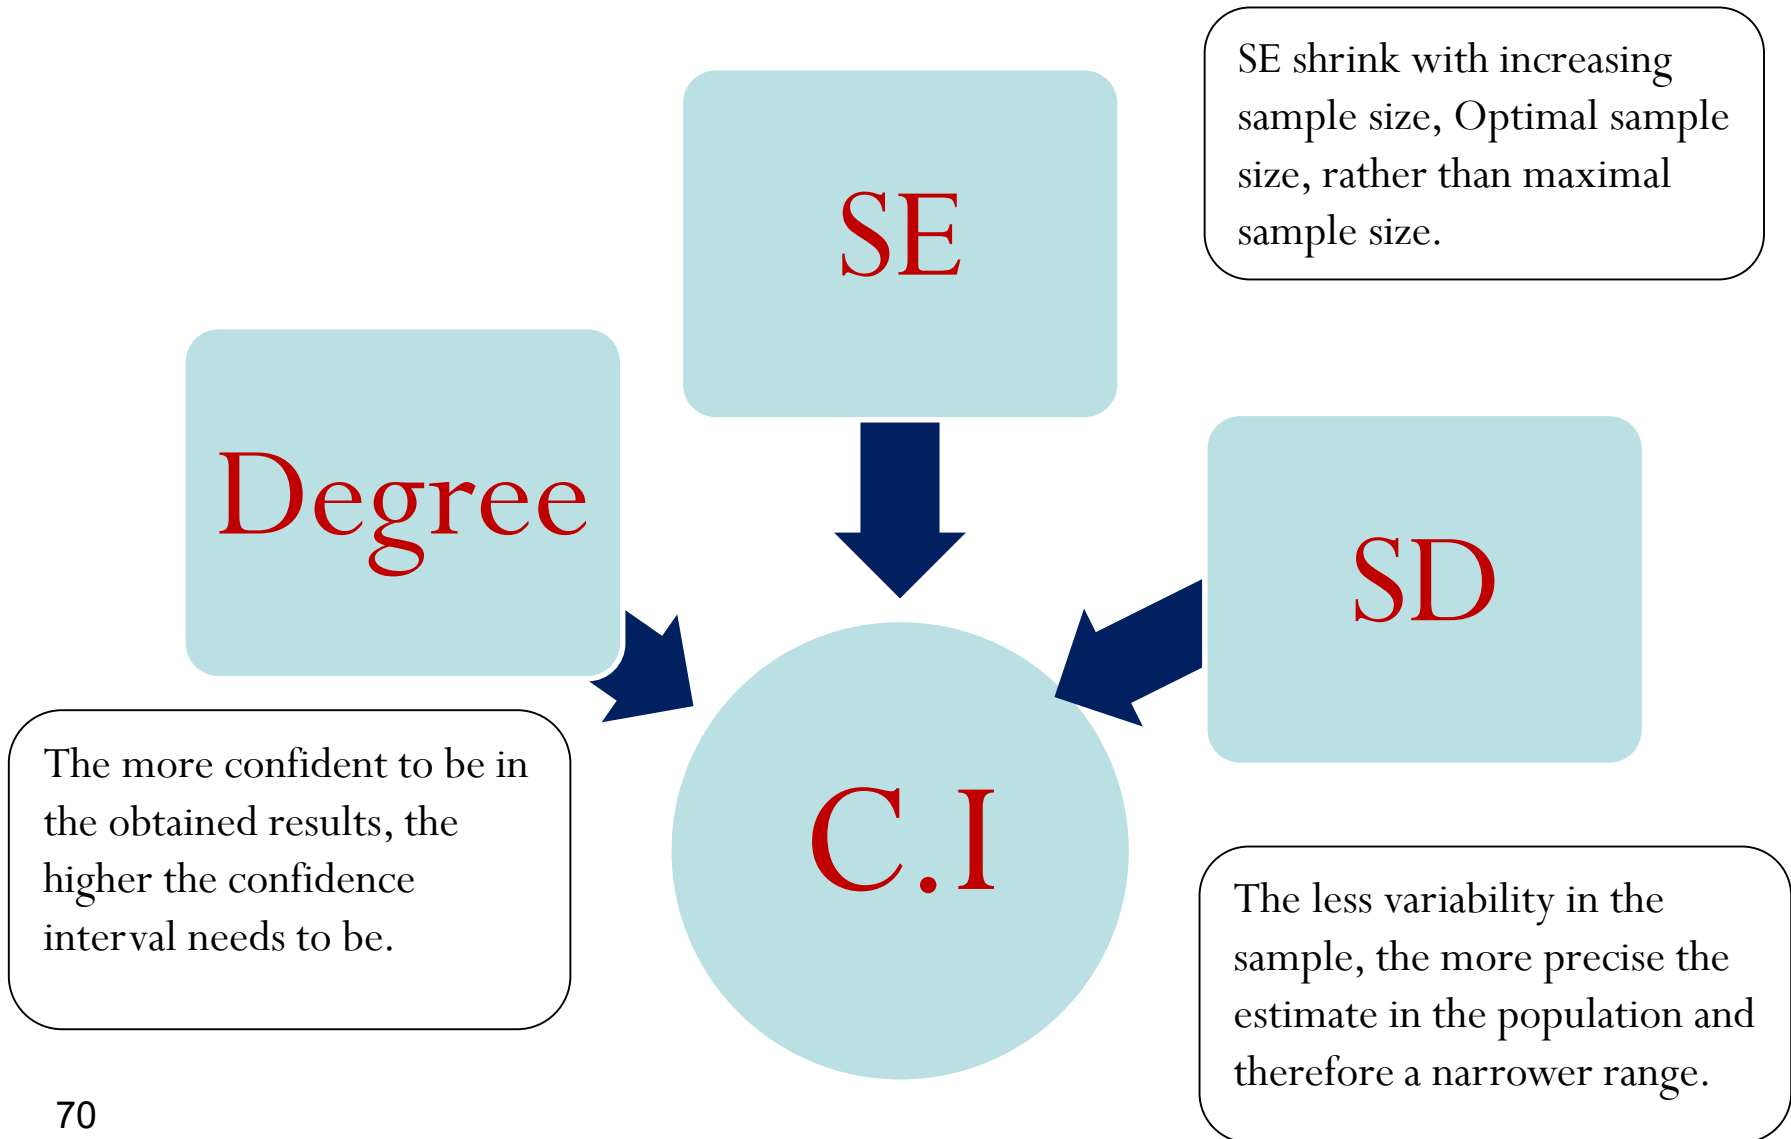 SE shrink with increasing
sample size, Optimal sample
size, rather than maximal
sample size.
SE
Degree
SD
The more confident to be in
the obtained results, the
higher the confidence
interval needs to be.
C.I
The less variability in the
sample, the more precise the
estimate in the population and
therefore a narrower range.
70